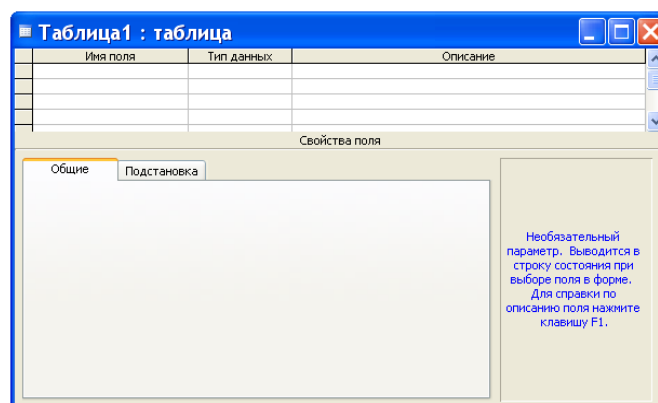 Таблица1 : таблица
Имя поля Тип данных Описание
Свойства поля
Общие Подстановка
Необязательный
параметр. Выводится в
строку состояния при
выборе поля в форме.
Для справки по
описанию поля нажмите
клавишу F1.